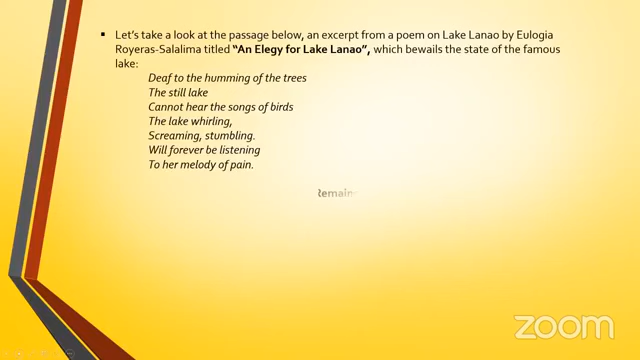 ▪ Let's take a look at the passage below, an excerpt from a poem on Lake Lanao by Eulogia
Royeras-Salalima titled "An Elegy for Lake Lanao", which bewails the state of the famous
lake:
Deaf to the humming of the trees
The still lake
Cannot hear the songs of birds
The lake whirling,
Screaming, stumbling.
Will forever be listening
To her melody of pain.
zoom